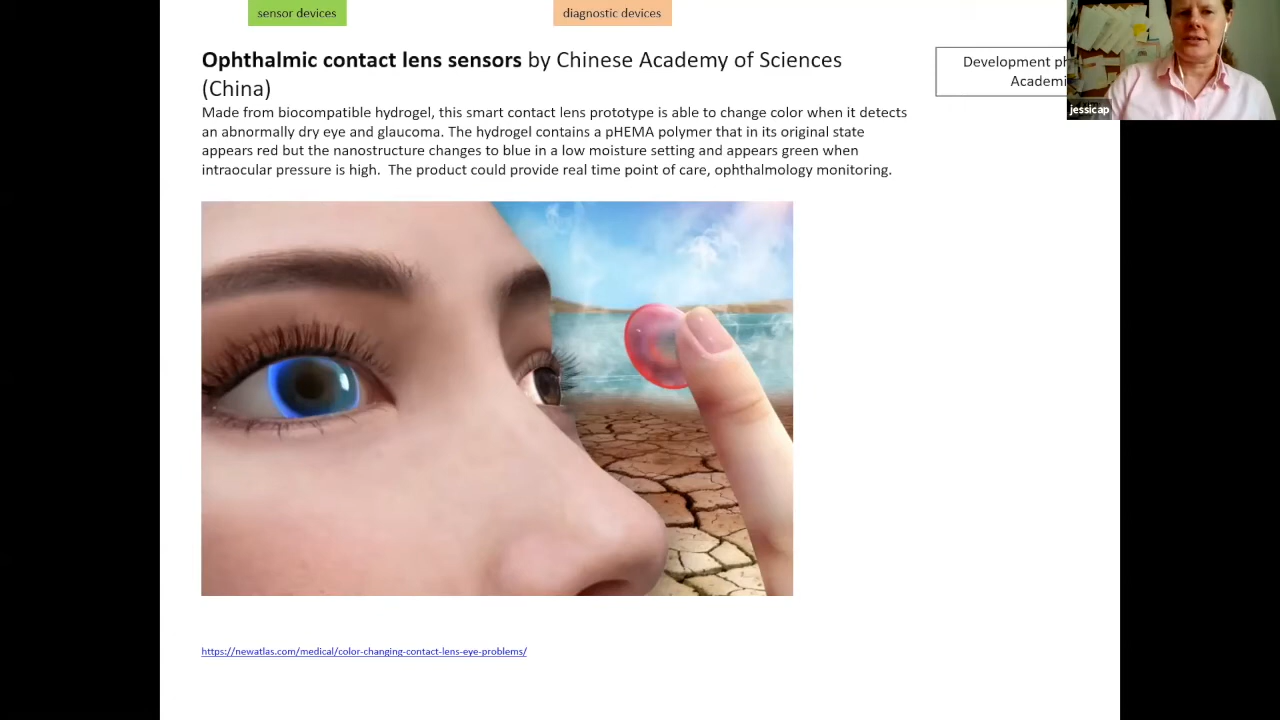 sensor devices
diagnostic devices
Ophthalmic contact lens sensors by Chinese Academy of Sciences
(China)
Made from biocompatible hydrogel, this smart contact lens prototype is able to change color when it detects
an abnormally dry eye and glaucoma. The hydrogel contains a pHEMA polymer that in its original state
appears red but the nanostructure changes to blue in a low moisture setting and appears green when
intraocular pressure is high.  The product could provide real time point of care, ophthalmology monitoring.
Development
jessicap
https://newatlas.com/medical/color-changing-contact-lens-eye-problems/